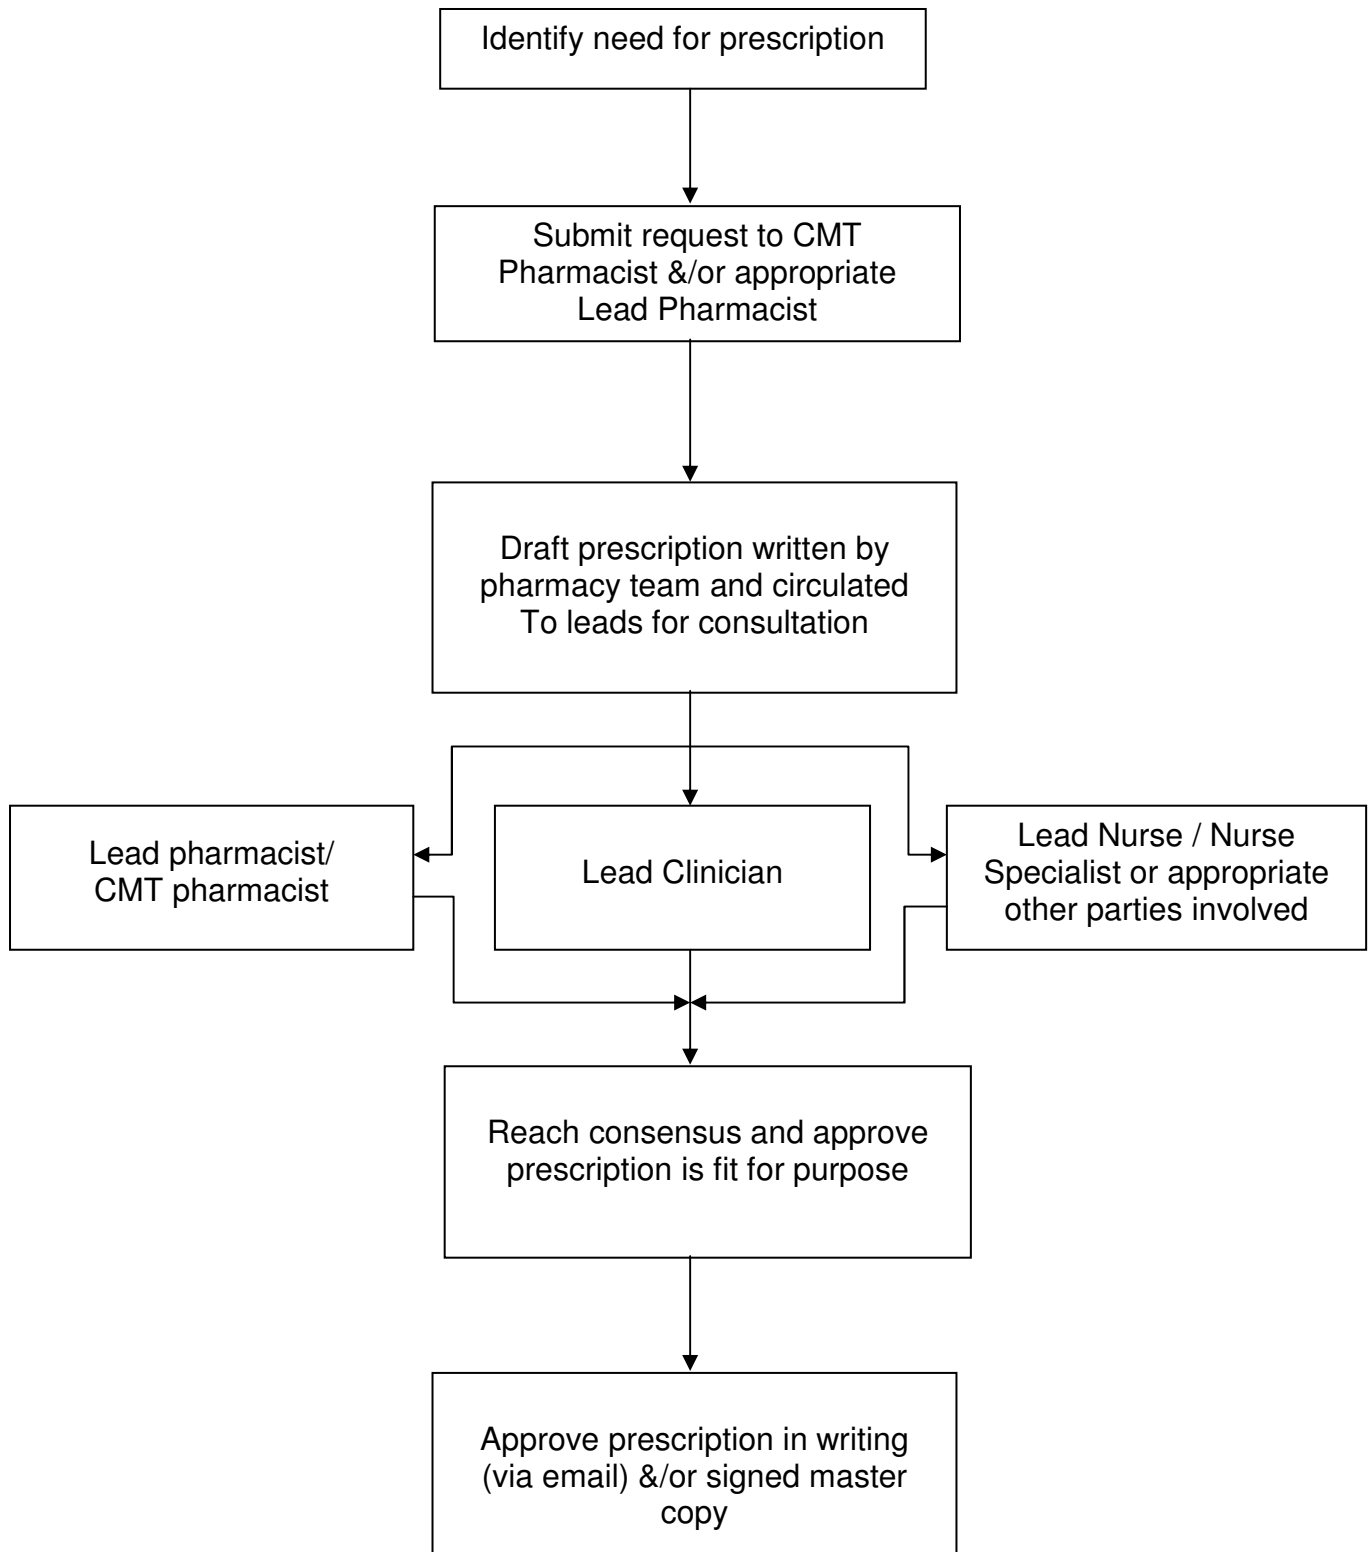 Identify need for prescription
Submit request to CMT
Pharmacist &/or appropriate
Lead Pharmacist
Draft prescription written by
pharmacy team and circulated
To leads for consultation
Lead pharmacist/
CMT pharmacist
Lead Clinician
Lead Nurse / Nurse
Specialist or appropriate
other parties involved
Reach consensus and approve
prescription is fit for purpose
Approve prescription in writing
(via email) &/or signed master
copy